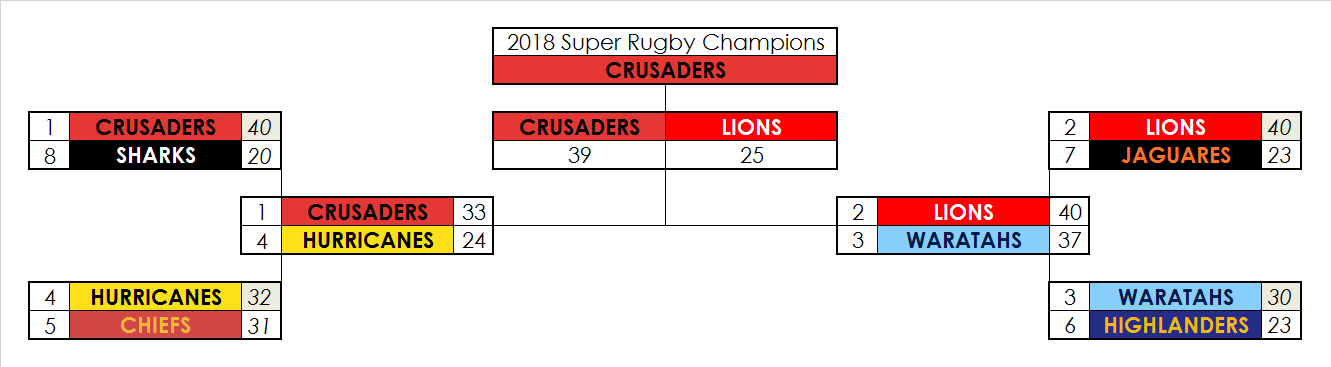 2018 Super Rugby Champions
CRUSADERS
CRUSADERS LIONS
39 25
1 CRUSADERS 40
8 SHARKS 20
1 CRUSADERS 33
4 HURRICANES 24
4 HURRICANES 32
5 CHIEFS 31
2 LIONS 40
7 JAGUARES 23
2 LIONS 40
3 WARATAHS 37
3 WARATAHS 30
6 HIGHLANDERS 23